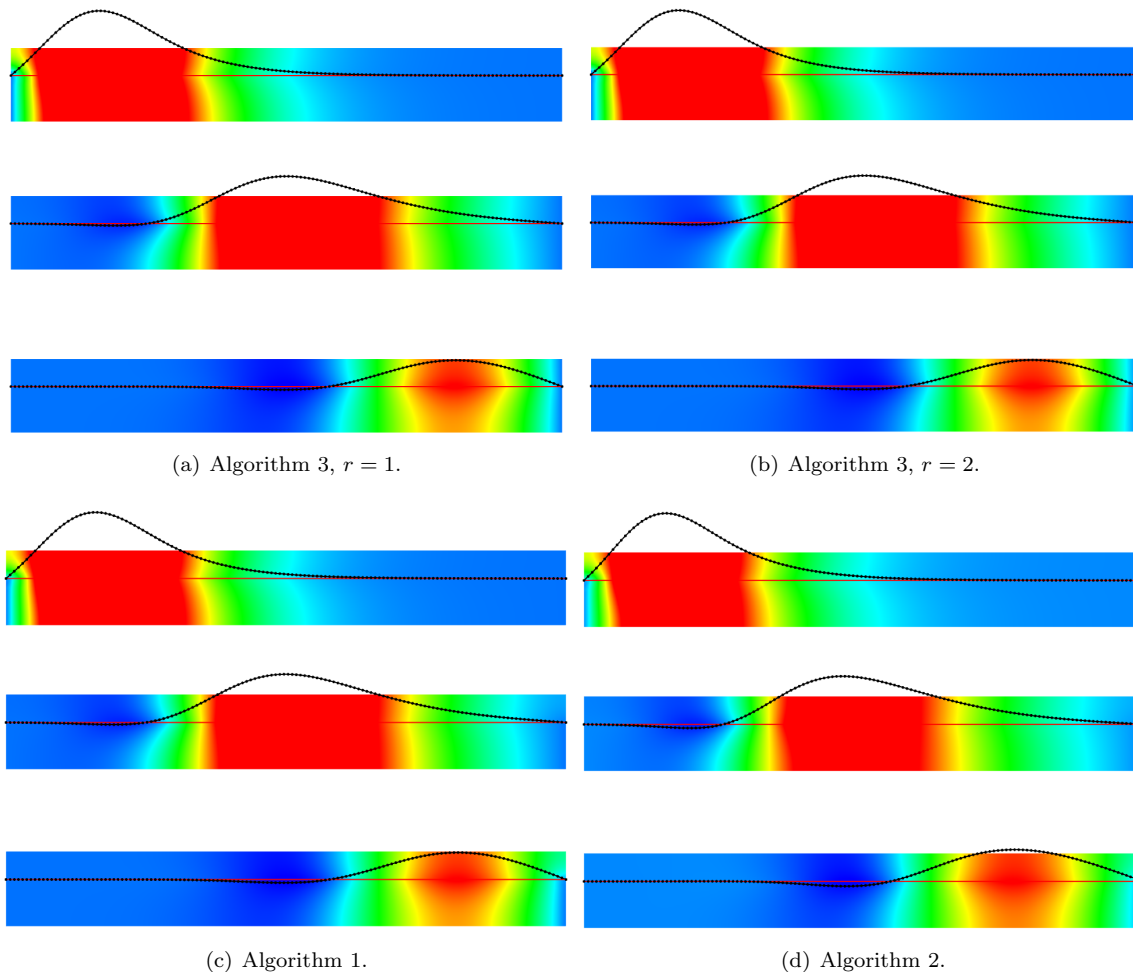 (a) Algorithm 3, r = 1.
(b) Algorithm 3, r = 2.
(c) Algorithm 1.
(d) Algorithm 2.